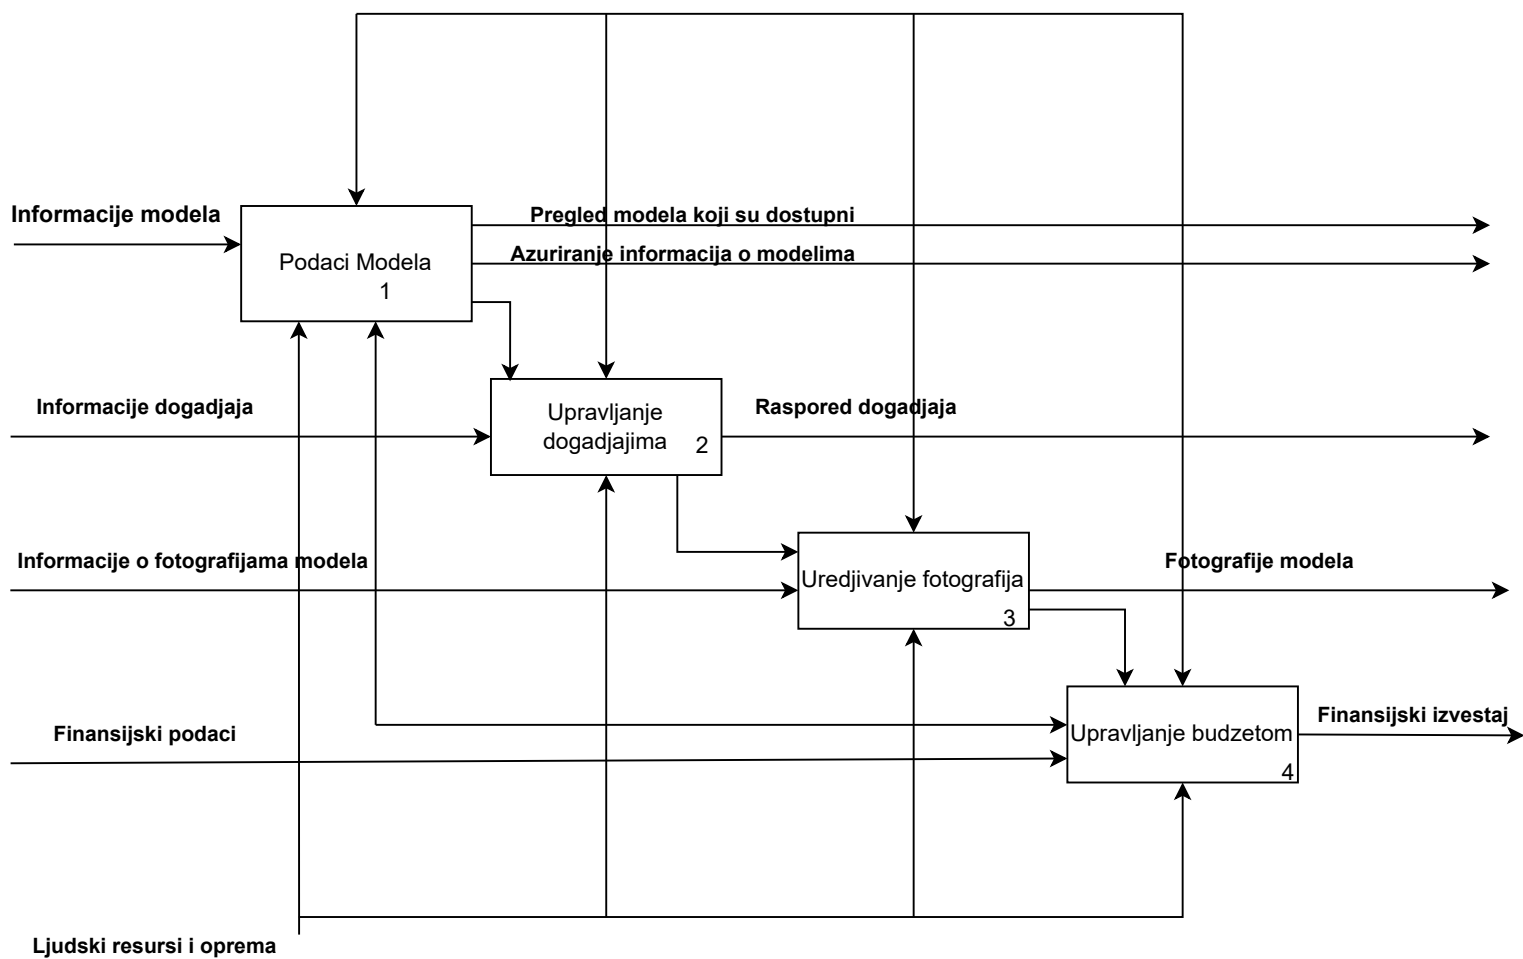 Informacije modela
Pregled modela koji su dostupni
Azuriranje informacija o modelima
Podaci Modela
1
Informacije dogadjaja
Upravljanje
dogadjajima
2
Raspored dogadjaja
Informacije o fotografijama modela
Uredjivanje fotografija
3
Fotografije modela
Finansijski podaci
Upravljanje budzetom
4
Finansijski izvestaj
Ljudski resursi i oprema